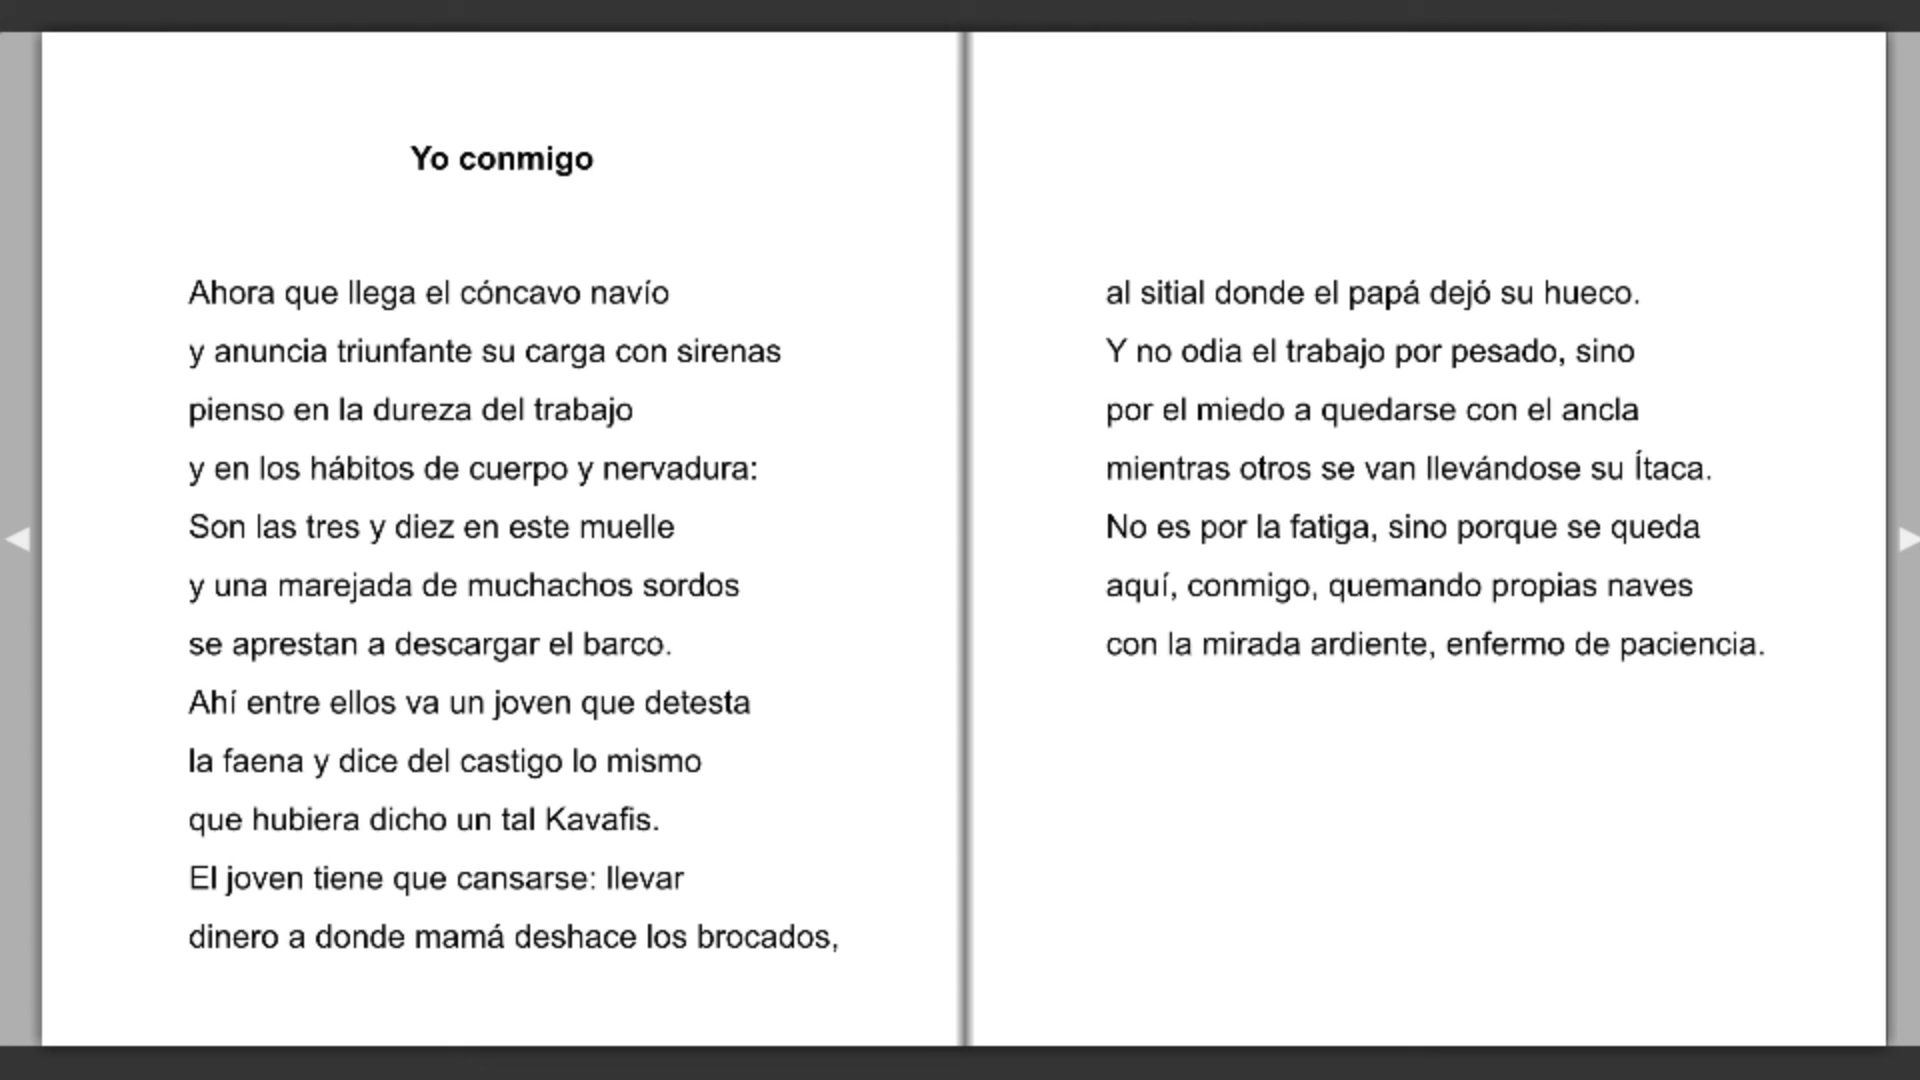 Yo conmigo
Ahora que llega el cóncavo navío
y anuncia triunfante su carga con sirenas
pienso en la dureza del trabajo
y en los hábitos de cuerpo y nervadura:
Son las tres y diez en este muelle
y una marejada de muchachos sordos
se aprestan a descargar el barco.
Ahí entre ellos va un joven que detesta
la faena y dice del castigo lo mismo
que hubiera dicho un tal Kavafis.
El joven tiene que cansarse: llevar
dinero a donde mamá deshace los brocados,
al sitial donde el papá dejó su hueco.
Y no odia el trabajo por pesado, sino
por el miedo a quedarse con el ancla
mientras otros se van llevándose su Ítaca.
No es por la fatiga, sino porque se queda
aquí, conmigo, quemando propias naves
con la mirada ardiente, enfermo de paciencia.